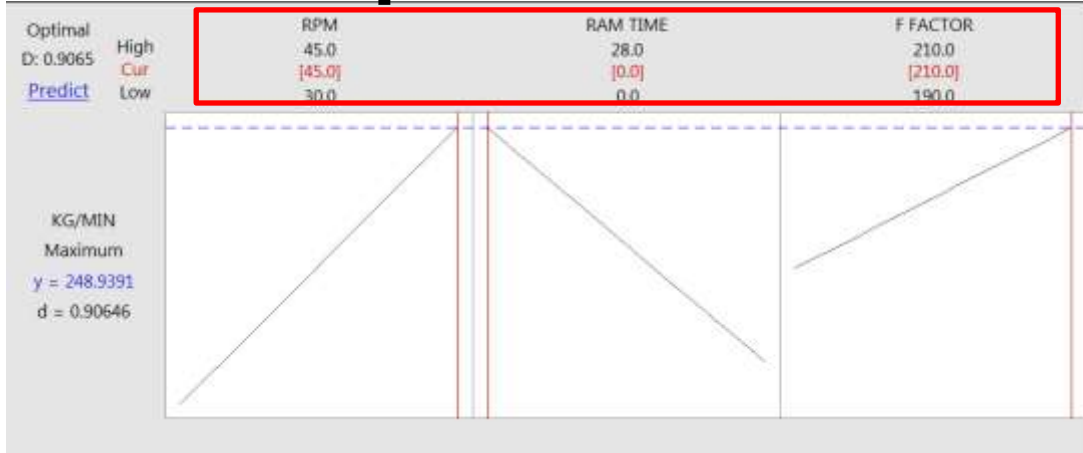 Optimal
D: 0.9065
Predict
High
Cur
Low
RPM
45.0
[45.0]
30.0
RAM TIME
28.0
[0.0]
0.0
F FACTOR
210.0
[210.0]
190.0
KG/MIN
Maximum
y = 248.9391
d = 0.90646